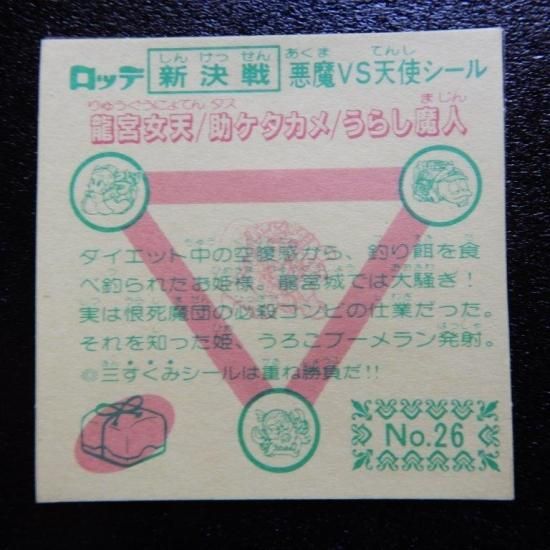 ロッテ 新決戦 悪魔VS天使シール
龍宮女天/助ケタカメ/うらし魔人
ダイエット中の空腹感から、釣り餌を食
べ釣られたお姫様。龍宮城では大騒ぎ!
実は恨死魔団の必殺コンビの仕業だった。
それを知った姫、うろこブーメラン発射。
◎三すくみシールは重ね勝負だ!!
No.26